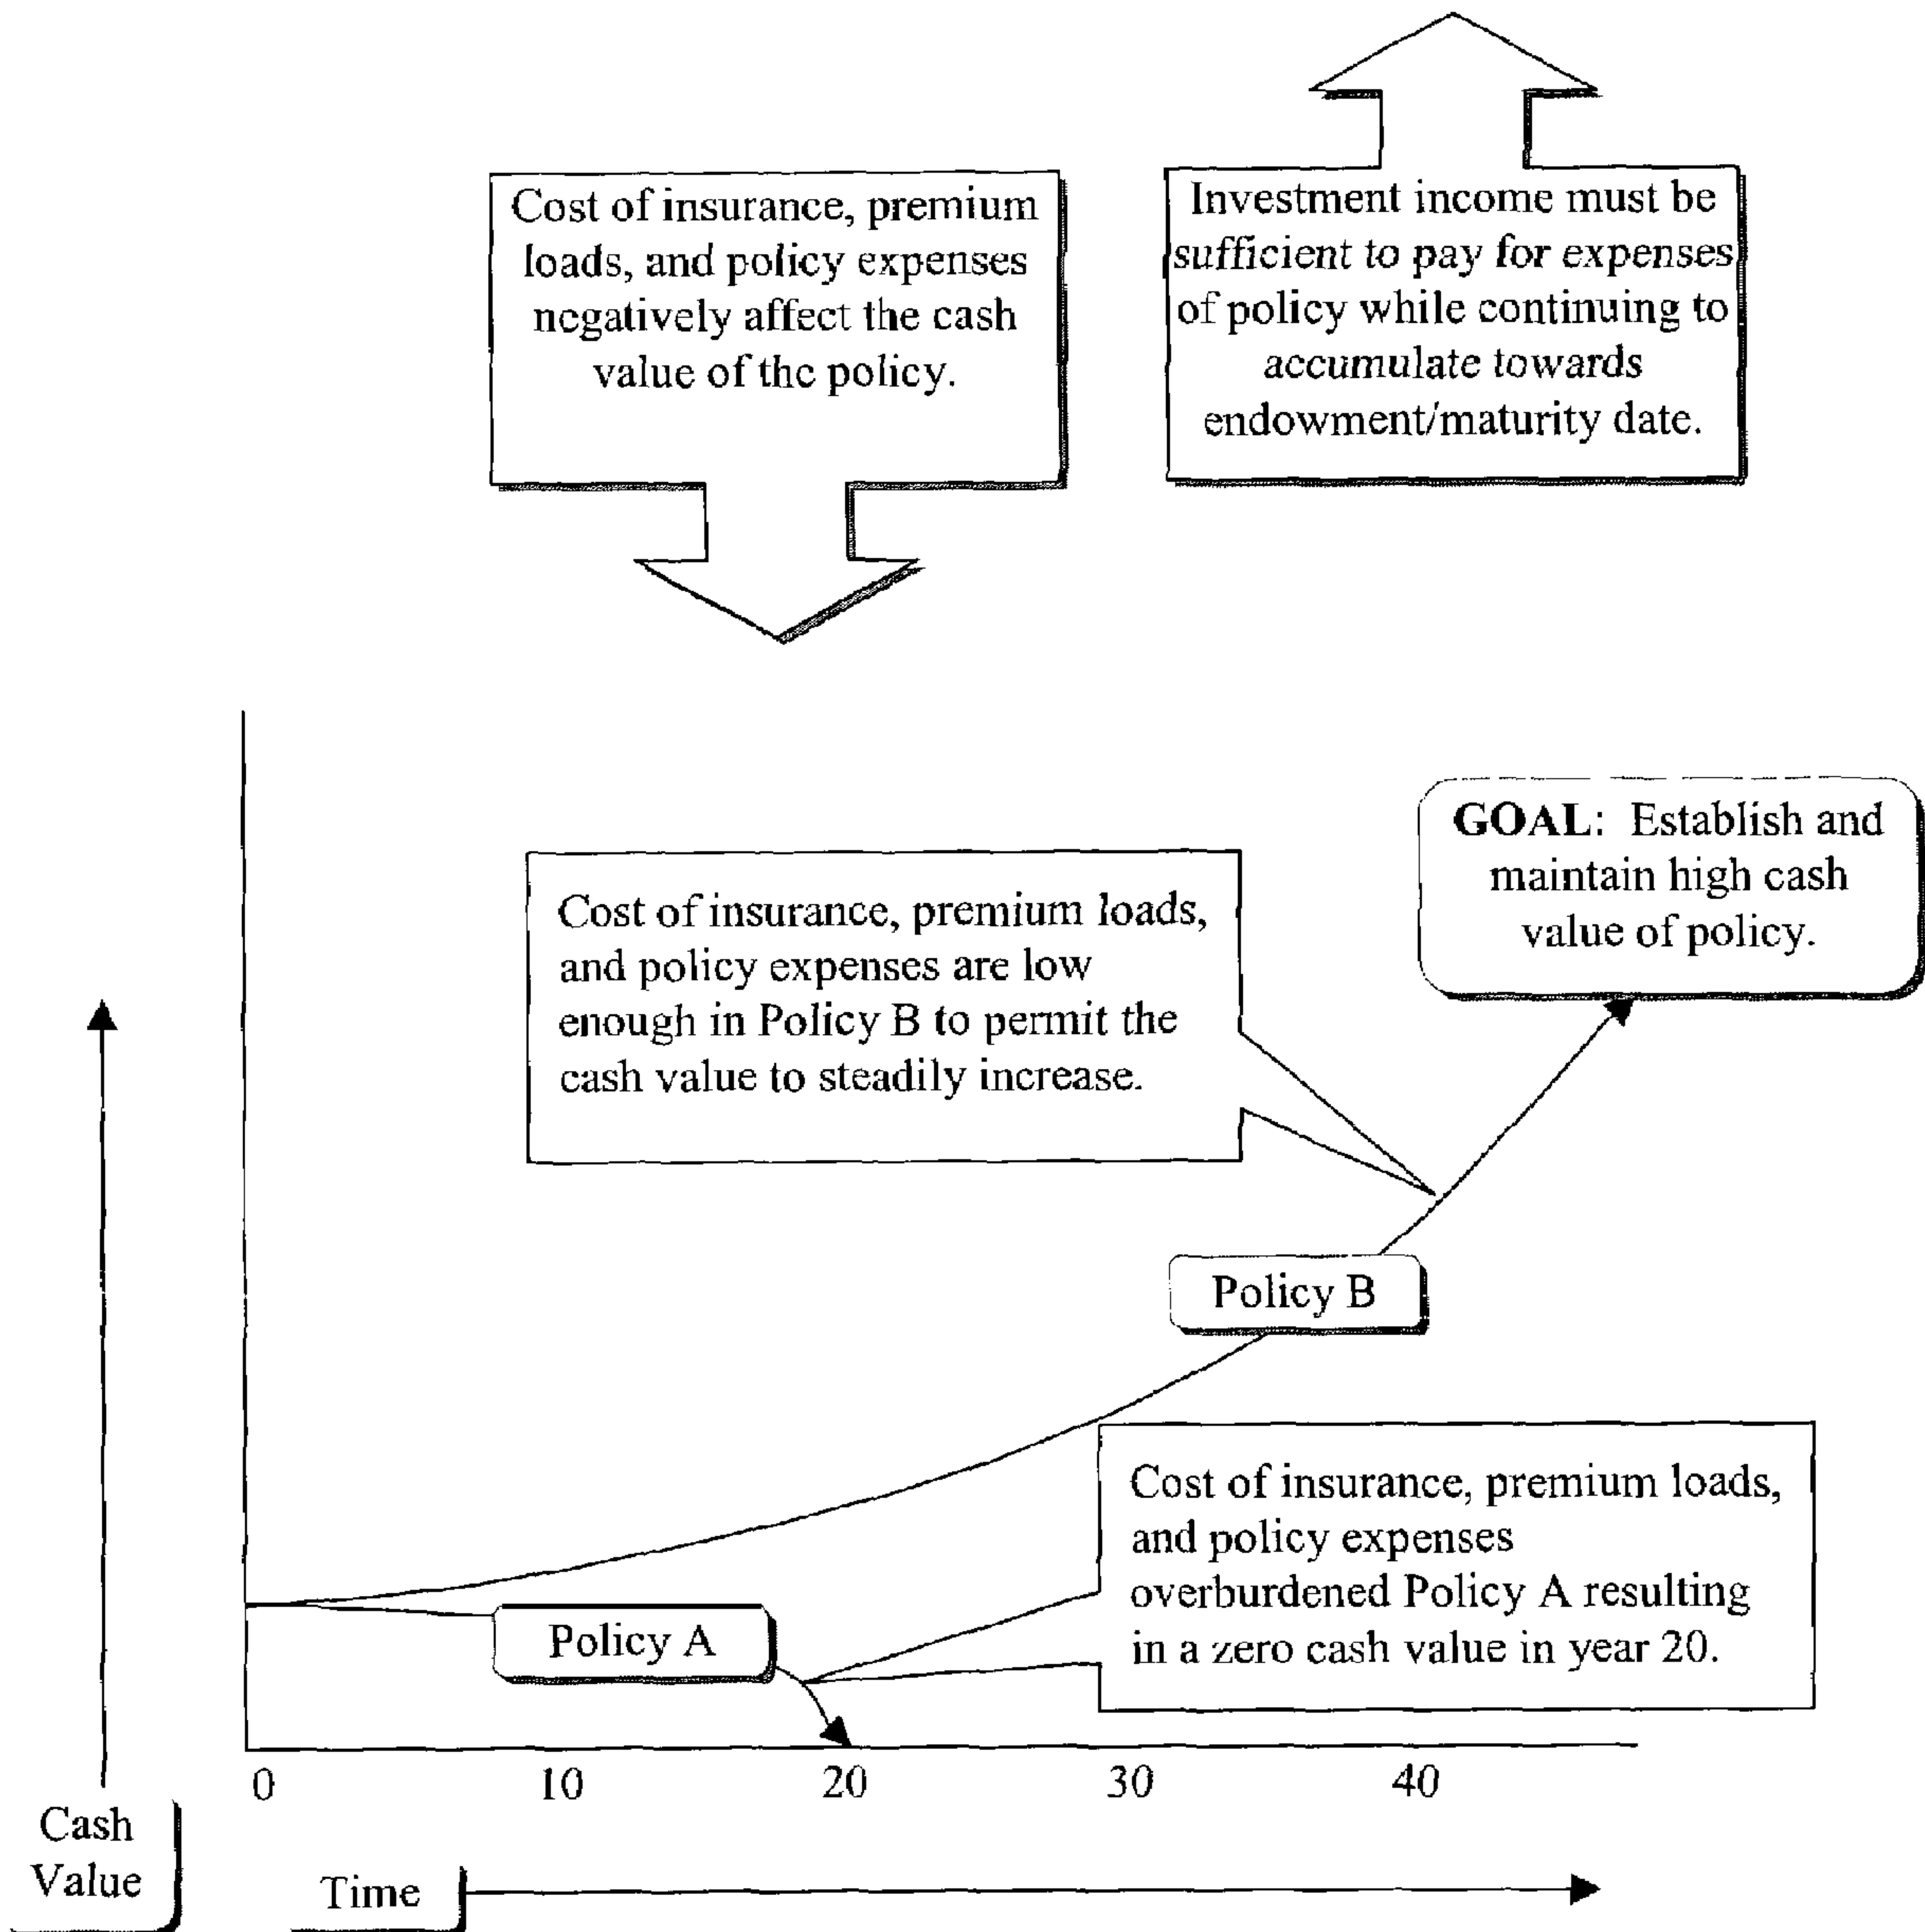 Cost of insurance, premium
loads, and policy expenses
negatively affect the cash
value of the policy.
Investment income must be
sufficient to pay for expenses
of policy while continuing to
accumulate towards
endowment/maturity date.
GOAL: Establish and
maintain high cash
value of policy.
Cost of insurance, premium loads,
and policy expenses are low
enough in Policy B to permit the
cash value to steadily increase.
Policy B
Cost of insurance, premium loads,
and policy expenses
overburdened Policy A resulting
in a zero cash value in year 20.
Policy A
0 10 20 30 40
Cash
Value
Time